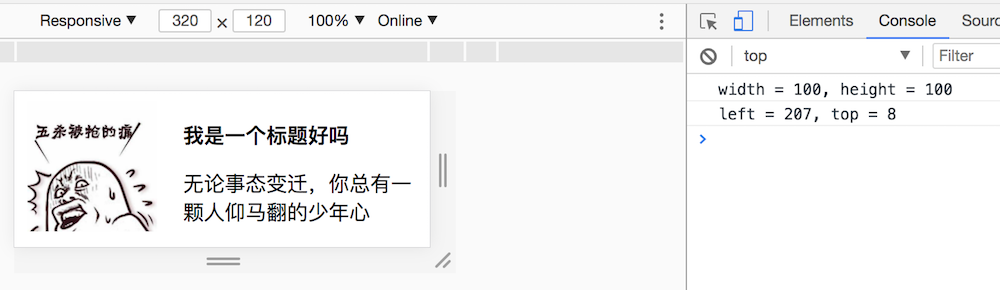 Responsive ▼ 320 × 120 100% ▼ Online ▼
Elements Console Sourc
top ▼ Filter
width = 100, height = 100
left = 207, top = 8
五杀被抢的痛
我是一个标题好吗
无论事态变迁，你总有一
颗人仰马翻的少年心